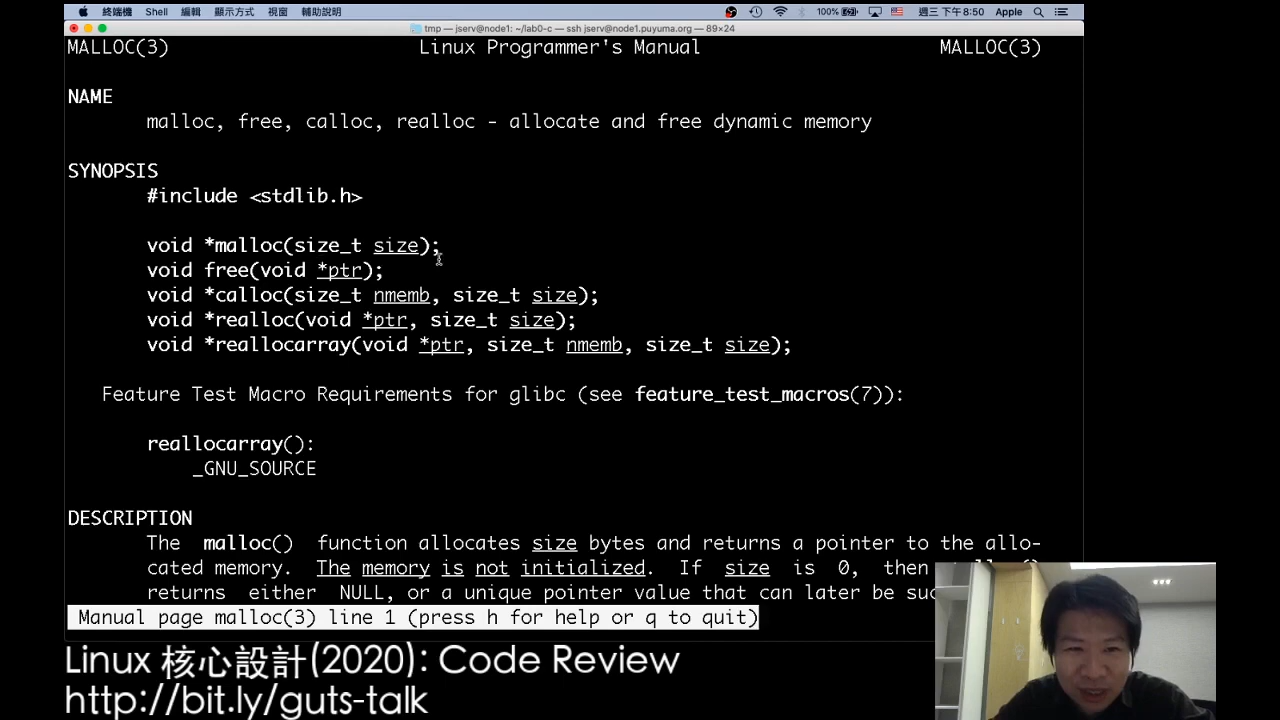 終端機 Shell 編輯 顯示方式 視窗 輔助說明 100% 週三 下午8:50 Apple
tmp — jserv@node1: ~/lab0-c — ssh jserv@node1.puyuma.org — 89×24
MALLOC(3) Linux Programmer's Manual MALLOC(3)
NAME
malloc, free, calloc, realloc - allocate and free dynamic memory
SYNOPSIS
#include <stdlib.h>
void *malloc(size_t size);
void free(void *ptr);
void *calloc(size_t nmemb, size_t size);
void *realloc(void *ptr, size_t size);
void *reallocarray(void *ptr, size_t nmemb, size_t size);
Feature Test Macro Requirements for glibc (see feature_test_macros(7)):
reallocarray():
_GNU_SOURCE
DESCRIPTION
The malloc() function allocates size bytes and returns a pointer to the allo-
cated memory. The memory is not initialized. If size is 0, then
returns either NULL, or a unique pointer value that can later be
Manual page malloc(3) line 1 (press h for help or q to quit)
Linux 核心設計(2020): Code Review
http://bit.ly/guts-talk